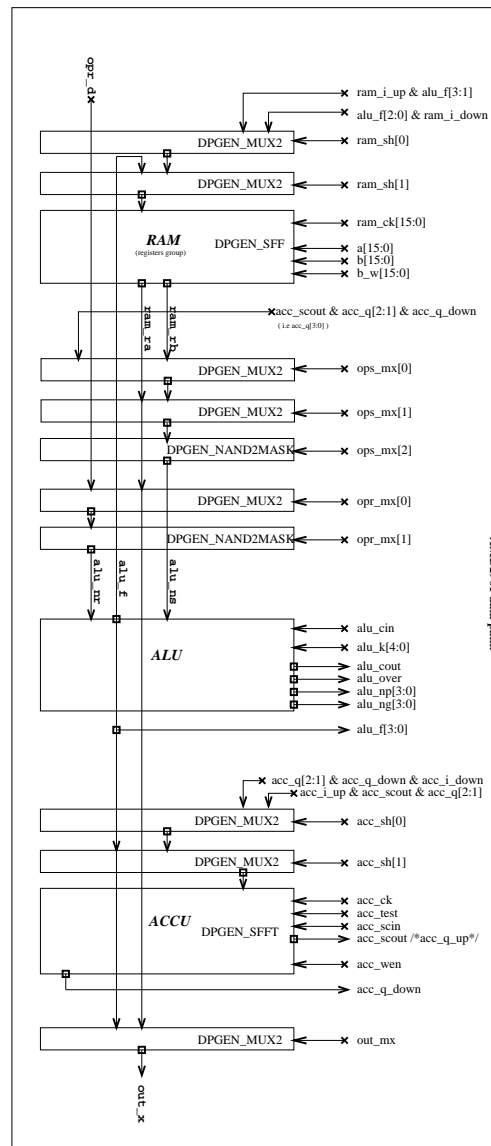 opr_d
ram_i_up & alu_f[3:1]
alu_f[2:0] & ram_i_down
DPGEN_MUX2
ram_sh[0]
DPGEN_MUX2
ram_sh[1]
RAM
(registers group)
DPGEN_SFF
ram_ck[15:0]
a[15:0]
b[15:0]
b_w[15:0]
ram_ra
ram_rb
acc_scout & acc_q[2:1] & acc_q_down
( i.e acc_q[3:0] )
DPGEN_MUX2
ops_mx[0]
DPGEN_MUX2
ops_mx[1]
DPGEN_NAND2MASK
ops_mx[2]
DPGEN_MUX2
opr_mx[0]
DPGEN_NAND2MASK
opr_mx[1]
alu_nr
alu_f
alu_ns
ALU
alu_cin
alu_k[4:0]
alu_cout
alu_over
alu_np[3:0]
alu_ng[3:0]
alu_f[3:0]
acc_q[2:1] & acc_q_down & acc_i_down
acc_i_up & acc_scout & acc_q[2:1]
DPGEN_MUX2
acc_sh[0]
DPGEN_MUX2
acc_sh[1]
ACCU
DPGEN_SFFT
acc_ck
acc_test
acc_scin
acc_scout /*acc_q_up*/
acc_wen
acc_q_down
DPGEN_MUX2
out_mx
out_x